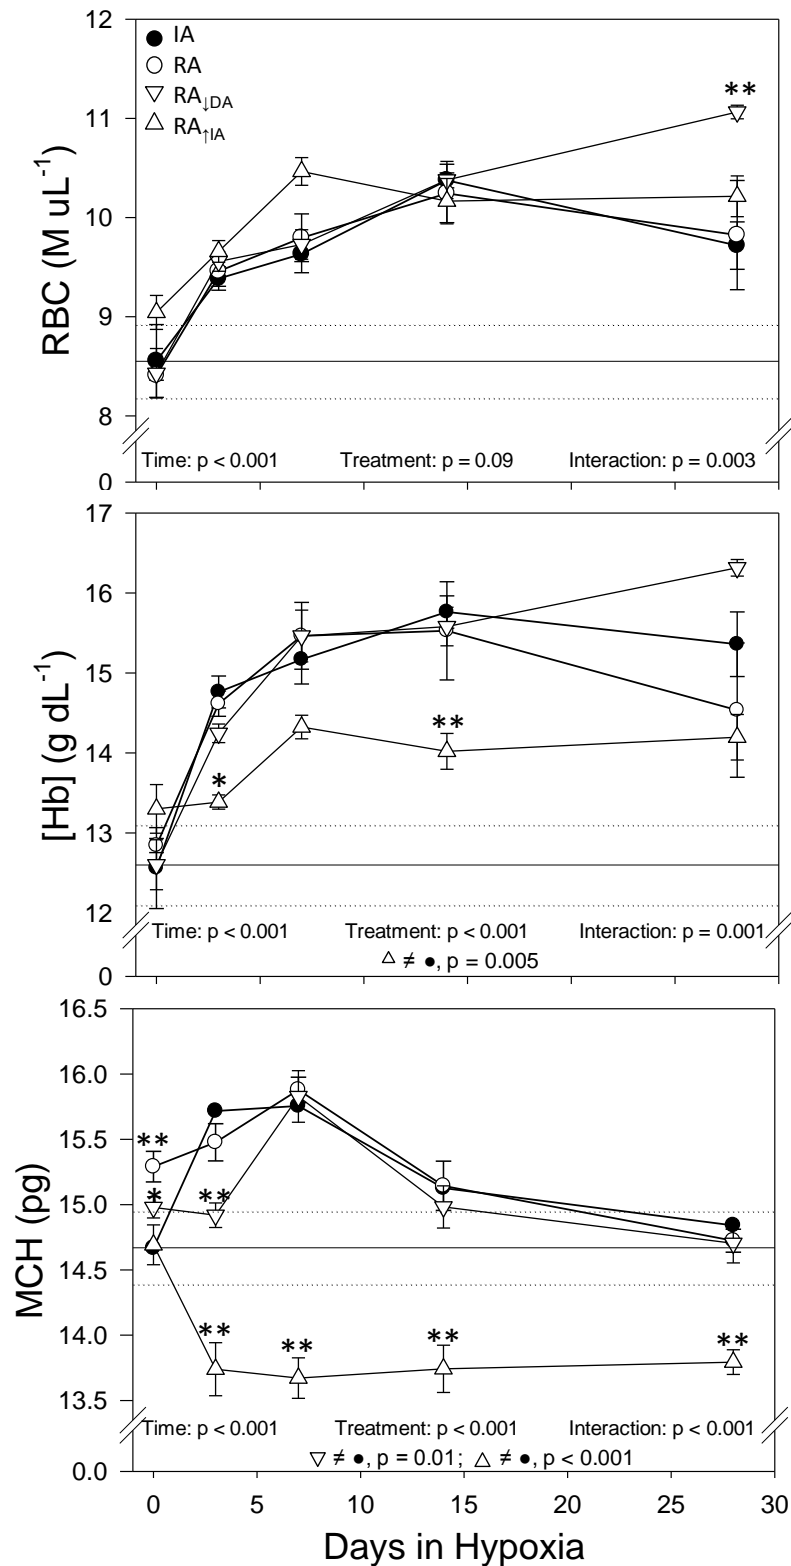 12
IA
RA
RA↓DA
RA↑IA
**
11
10
9
8
0
RBC (M uL-1)
Time: p < 0.001 Treatment: p = 0.09 Interaction: p = 0.003
17
16
15
14
13
12
0
[Hb] (g dL-1)
*
**
Time: p < 0.001 Treatment: p < 0.001 Interaction: p = 0.001
△ ≠ ●, p = 0.005
16.5
16.0
15.5
15.0
14.5
14.0
13.5
0.0
MCH (pg)
**
*
**
**
**
**
**
Time: p < 0.001 Treatment: p < 0.001 Interaction: p < 0.001
▽ ≠ ●, p = 0.01; △ ≠ ●, p < 0.001
0 5 10 15 20 25 30
Days in Hypoxia